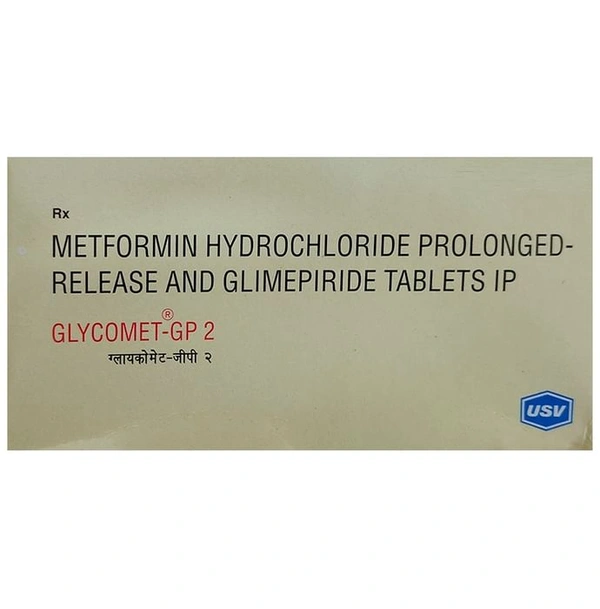 Rx
METFORMIN HYDROCHLORIDE PROLONGED-
RELEASE AND GLIMEPIRIDE TABLETS IP
GLYCOMET®-GP 2
ग्लायकोमेट-जीपी २
USV